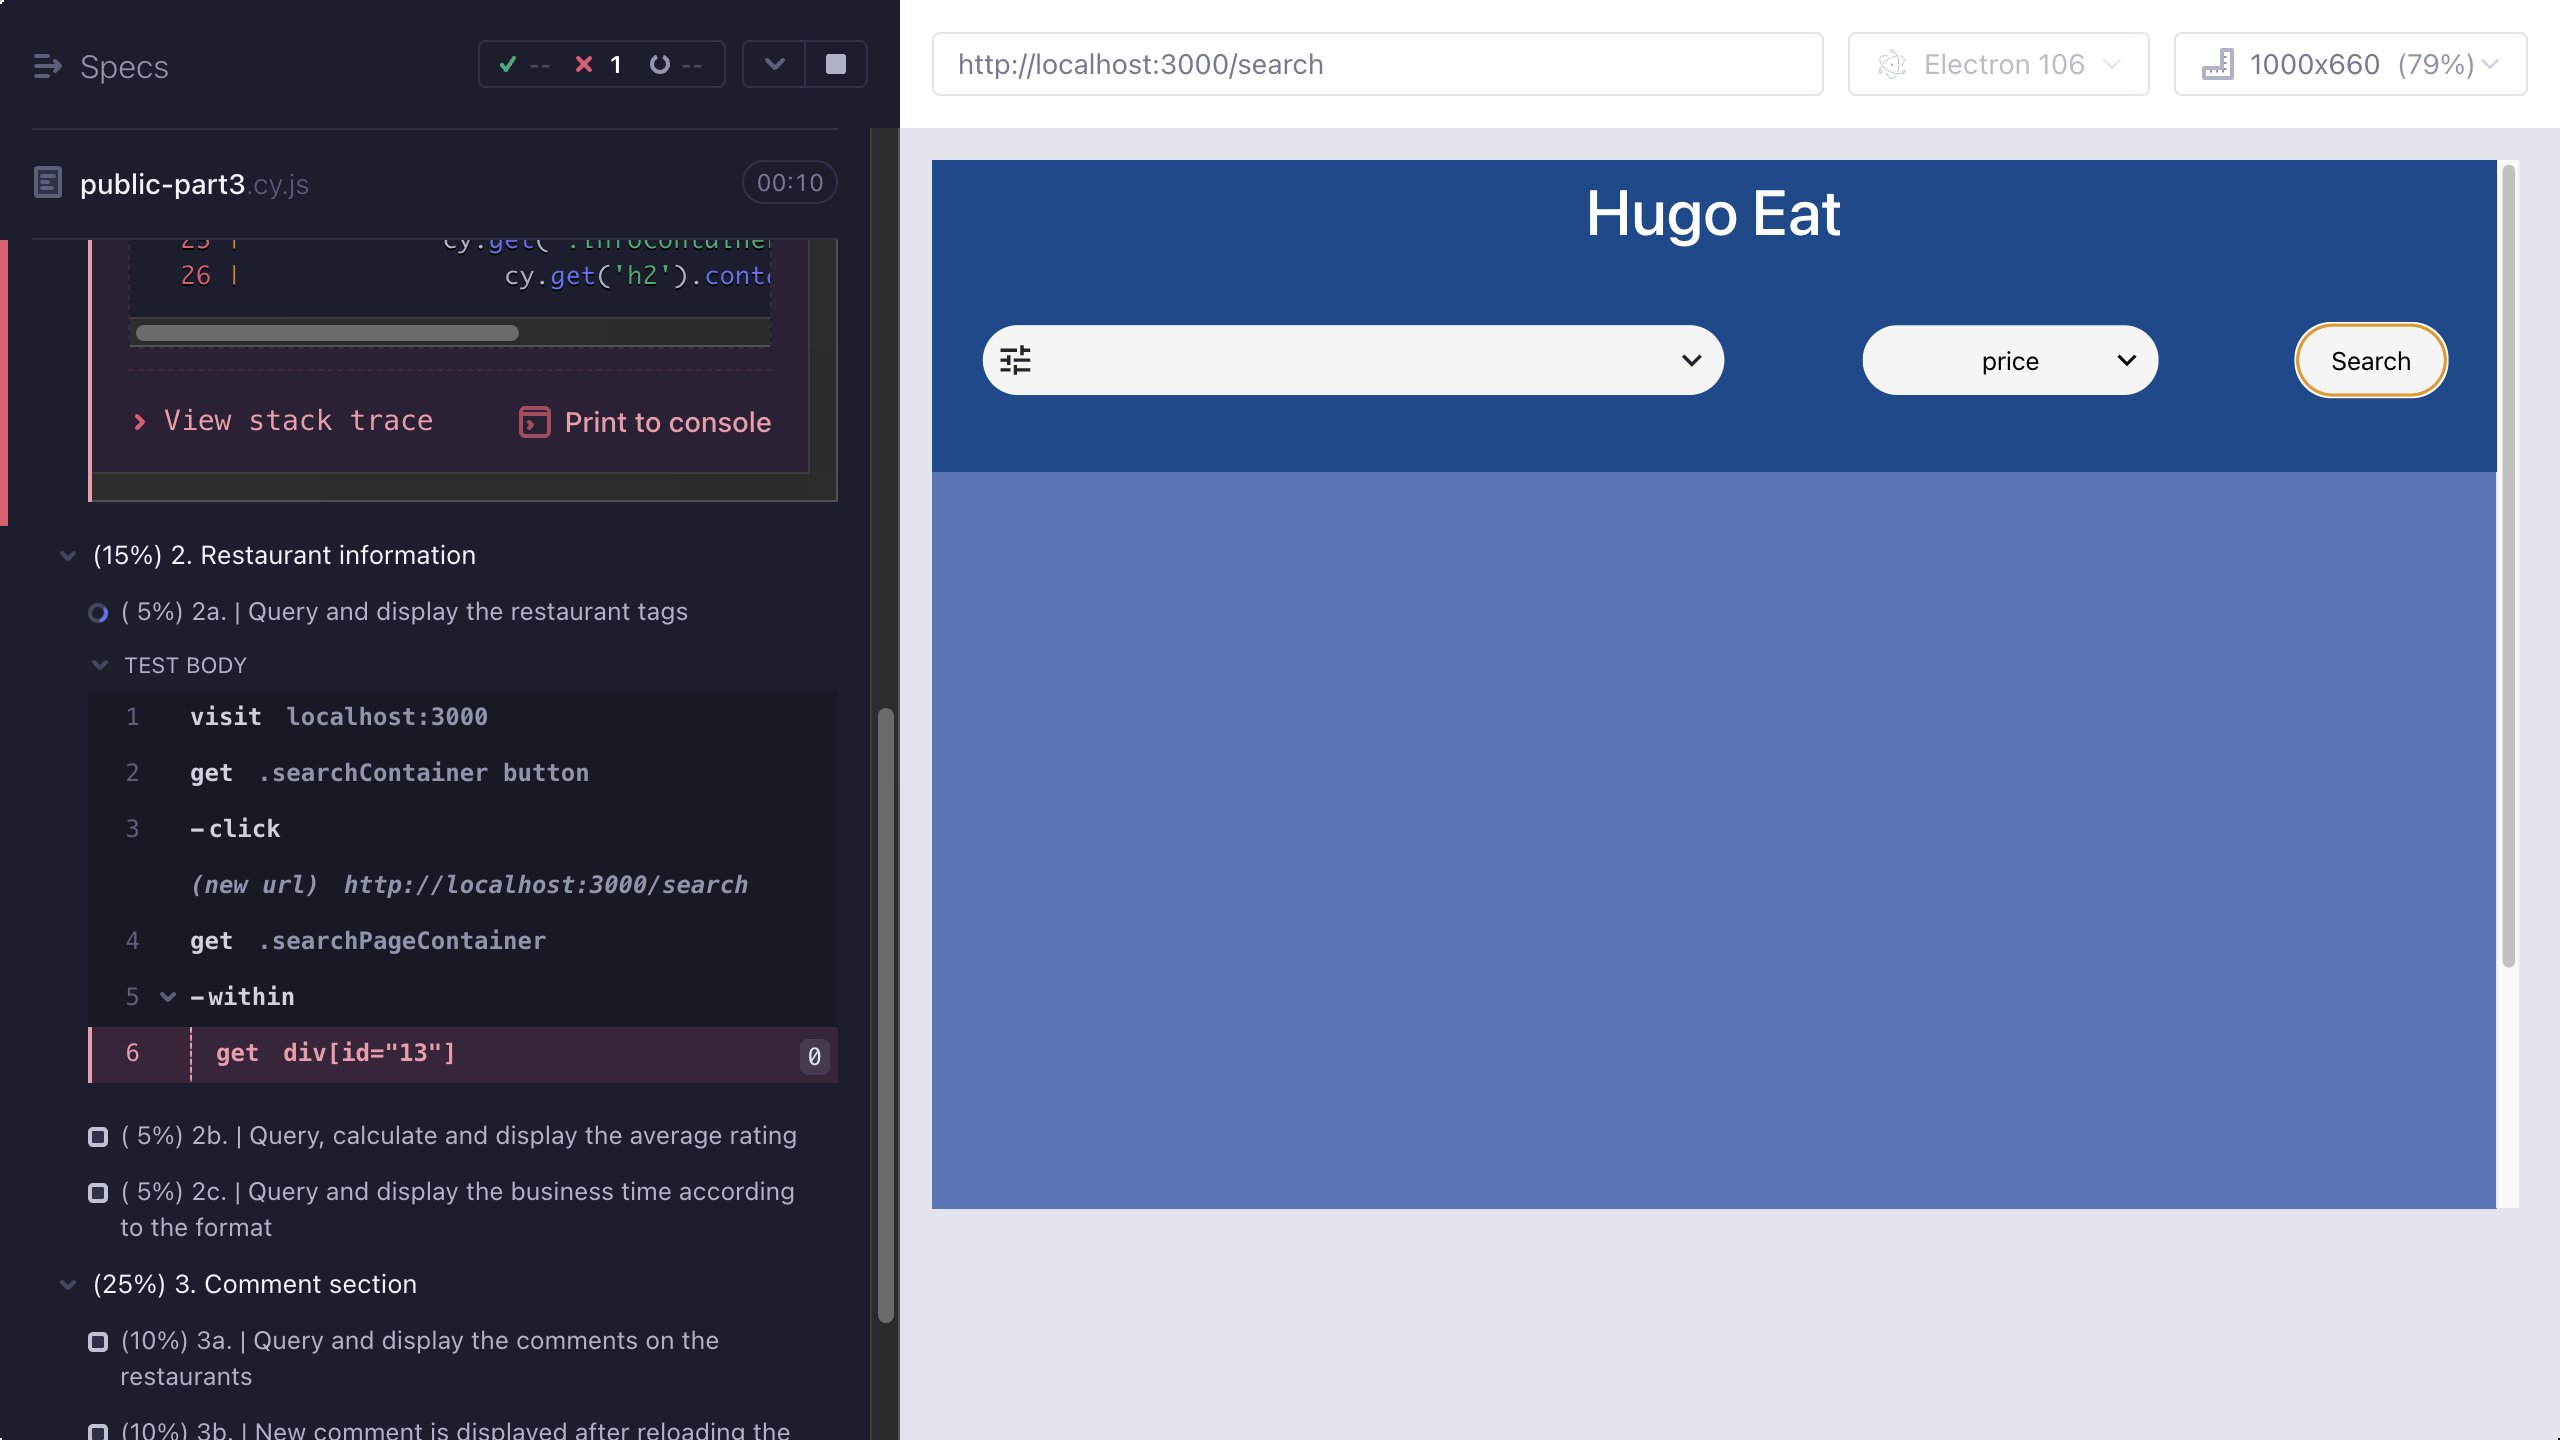 Specs
-- 1 --
http://localhost:3000/search
Electron 106
1000x660 (79%)
public-part3.cy.js
00:10
25 | cy.get('.infoContainer
26 | cy.get('h2').cont
View stack trace
Print to console
(15%) 2. Restaurant information
( 5%) 2a. | Query and display the restaurant tags
TEST BODY
1 visit localhost:3000
2 get .searchContainer button
3 -click
(new url) http://localhost:3000/search
4 get .searchPageContainer
5 -within
6 get div[id="13"] 0
( 5%) 2b. | Query, calculate and display the average rating
( 5%) 2c. | Query and display the business time according
to the format
(25%) 3. Comment section
(10%) 3a. | Query and display the comments on the
restaurants
(10%) 3b. | New comment is displayed after reloading the
Hugo Eat
price
Search